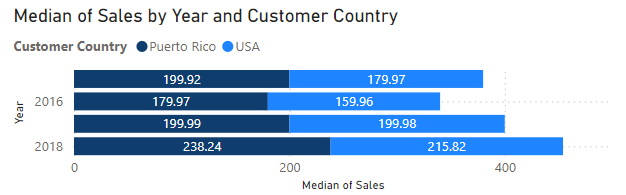 Median of Sales by Year and Customer Country
Customer Country Puerto Rico USA
199.92 179.97
2016 179.97 159.96
199.99 199.98
2018 238.24 215.82
Year
0 200 400
Median of Sales